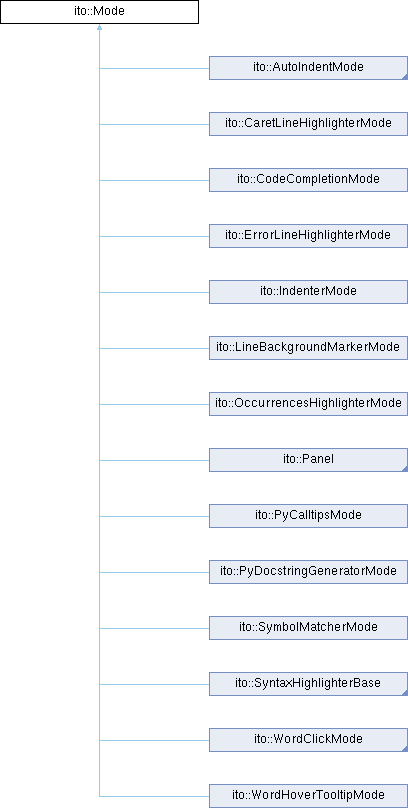 ito::Mode
ito::AutoIndentMode
ito::CaretLineHighlighterMode
ito::CodeCompletionMode
ito::ErrorLineHighlighterMode
ito::IndenterMode
ito::LineBackgroundMarkerMode
ito::OccurrencesHighlighterMode
ito::Panel
ito::PyCalltipsMode
ito::PyDocstringGeneratorMode
ito::SymbolMatcherMode
ito::SyntaxHighlighterBase
ito::WordClickMode
ito::WordHoverTooltipMode